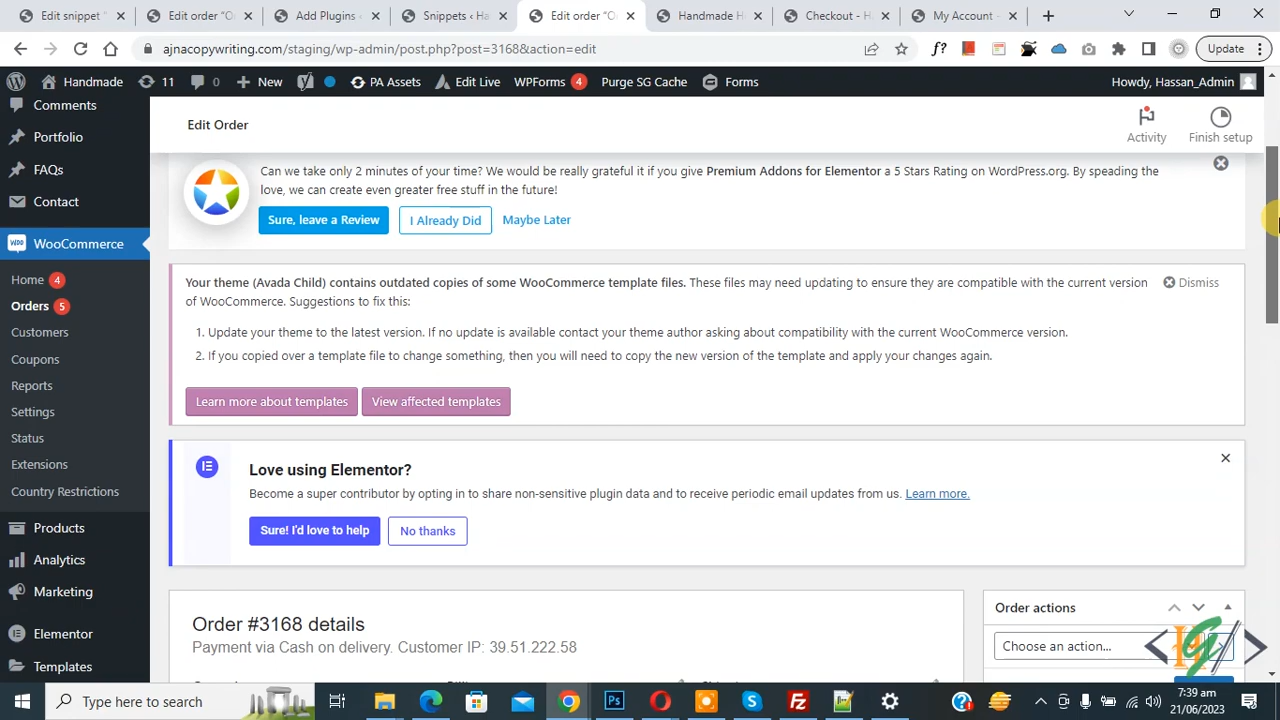 Edit snippet "
Edit order "O
Add Plugins ‹
Snippets ‹ Ha
Edit order "O
Handmade H
Checkout - H
My Account -
ajnacopywriting.com/staging/wp-admin/post.php?post=3168&action=edit
f?
Update
Handmade
11
0
New
PA Assets
Edit Live
WPForms 4
Purge SG Cache
Forms
Howdy, Hassan_Admin
Comments
Portfolio
FAQs
Contact
WooCommerce
Home 4
Orders 5
Customers
Coupons
Reports
Settings
Status
Extensions
Country Restrictions
Products
Analytics
Marketing
Elementor
Templates
Edit Order
Activity
Finish setup
Can we take only 2 minutes of your time? We would be really grateful if you give Premium Addons for Elementor a 5 Stars Rating on WordPress.org. By speading the
love, we can create even greater free stuff in the future!
Sure, leave a Review
I Already Did
Maybe Later
Your theme (Avada Child) contains outdated copies of some WooCommerce template files. These files may need updating to ensure they are compatible with the current version
of WooCommerce. Suggestions to fix this:
Dismiss
1. Update your theme to the latest version. If no update is available contact your theme author asking about compatibility with the current WooCommerce version.
2. If you copied over a template file to change something, then you will need to copy the new version of the template and apply your changes again.
Learn more about templates
View affected templates
Love using Elementor?
Become a super contributor by opting in to share non-sensitive plugin data and to receive periodic email updates from us. Learn more.
Sure! I'd love to help
No thanks
Order #3168 details
Payment via Cash on delivery. Customer IP: 39.51.222.58
Order actions
Choose an action...
Type here to search
7:39 am
21/06/2023